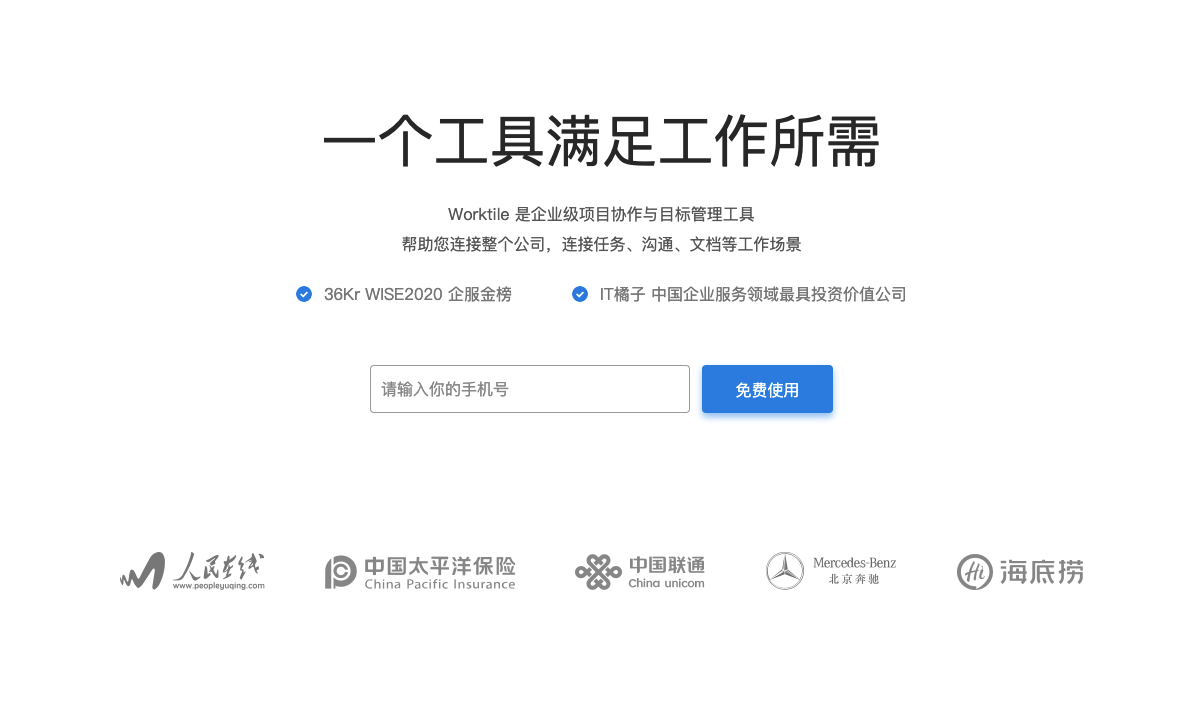 一个工具满足工作所需
Worktile 是企业级项目协作与目标管理工具
帮助您连接整个公司，连接任务、沟通、文档等工作场景
36Kr WISE2020 企服金榜
IT橘子 中国企业服务领域最具投资价值公司
请输入你的手机号
免费使用
人民在线
www.peopleyuqing.com
中国太平洋保险
China Pacific Insurance
中国联通
China unicom
Mercedes-Benz
北京奔驰
Hi 海底捞